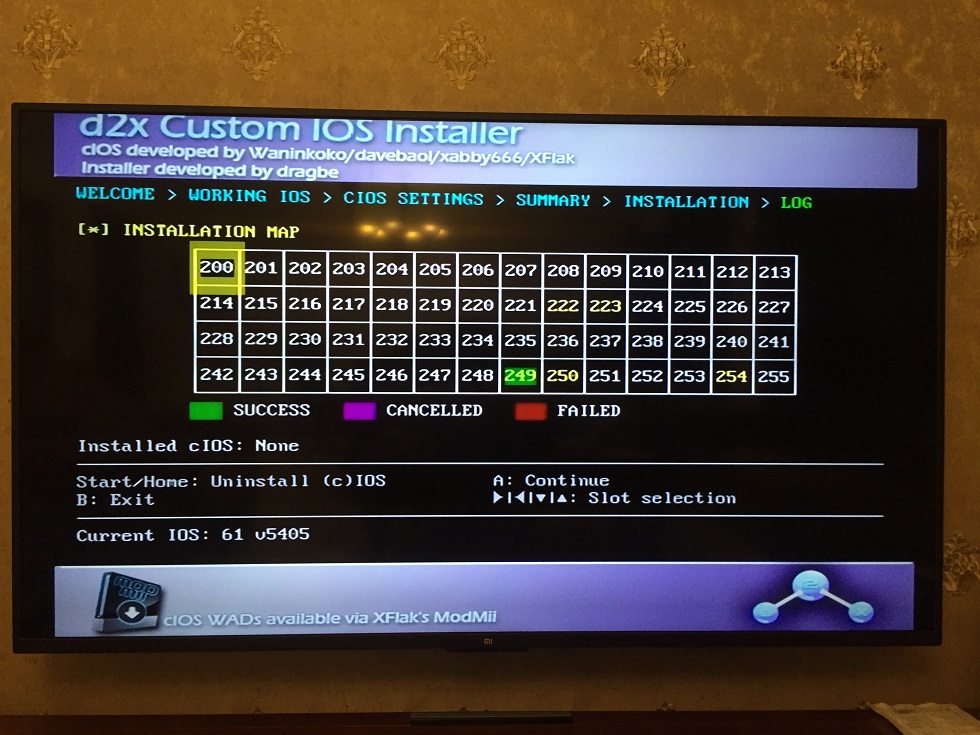 d2x Custom IOS Installer
cIOS developed by Waninkoko/davebaol/xabby666/XFlak
Installer developed by dragbe
WELCOME > WORKING IOS > CIOS SETTINGS > SUMMARY > INSTALLATION > LOG
[*] INSTALLATION MAP
200 201 202 203 204 205 206 207 208 209 210 211 212 213
214 215 216 217 218 219 220 221 222 223 224 225 226 227
228 229 230 231 232 233 234 235 236 237 238 239 240 241
242 243 244 245 246 247 248 249 250 251 252 253 254 255
SUCCESS CANCELLED FAILED
Installed cIOS: None
Start/Home: Uninstall (c)IOS A: Continue
B: Exit ▶|◀|▼|▲: Slot selection
Current IOS: 61 v5405
mod mii
cIOS WADs available via XFlak's ModMii
mi